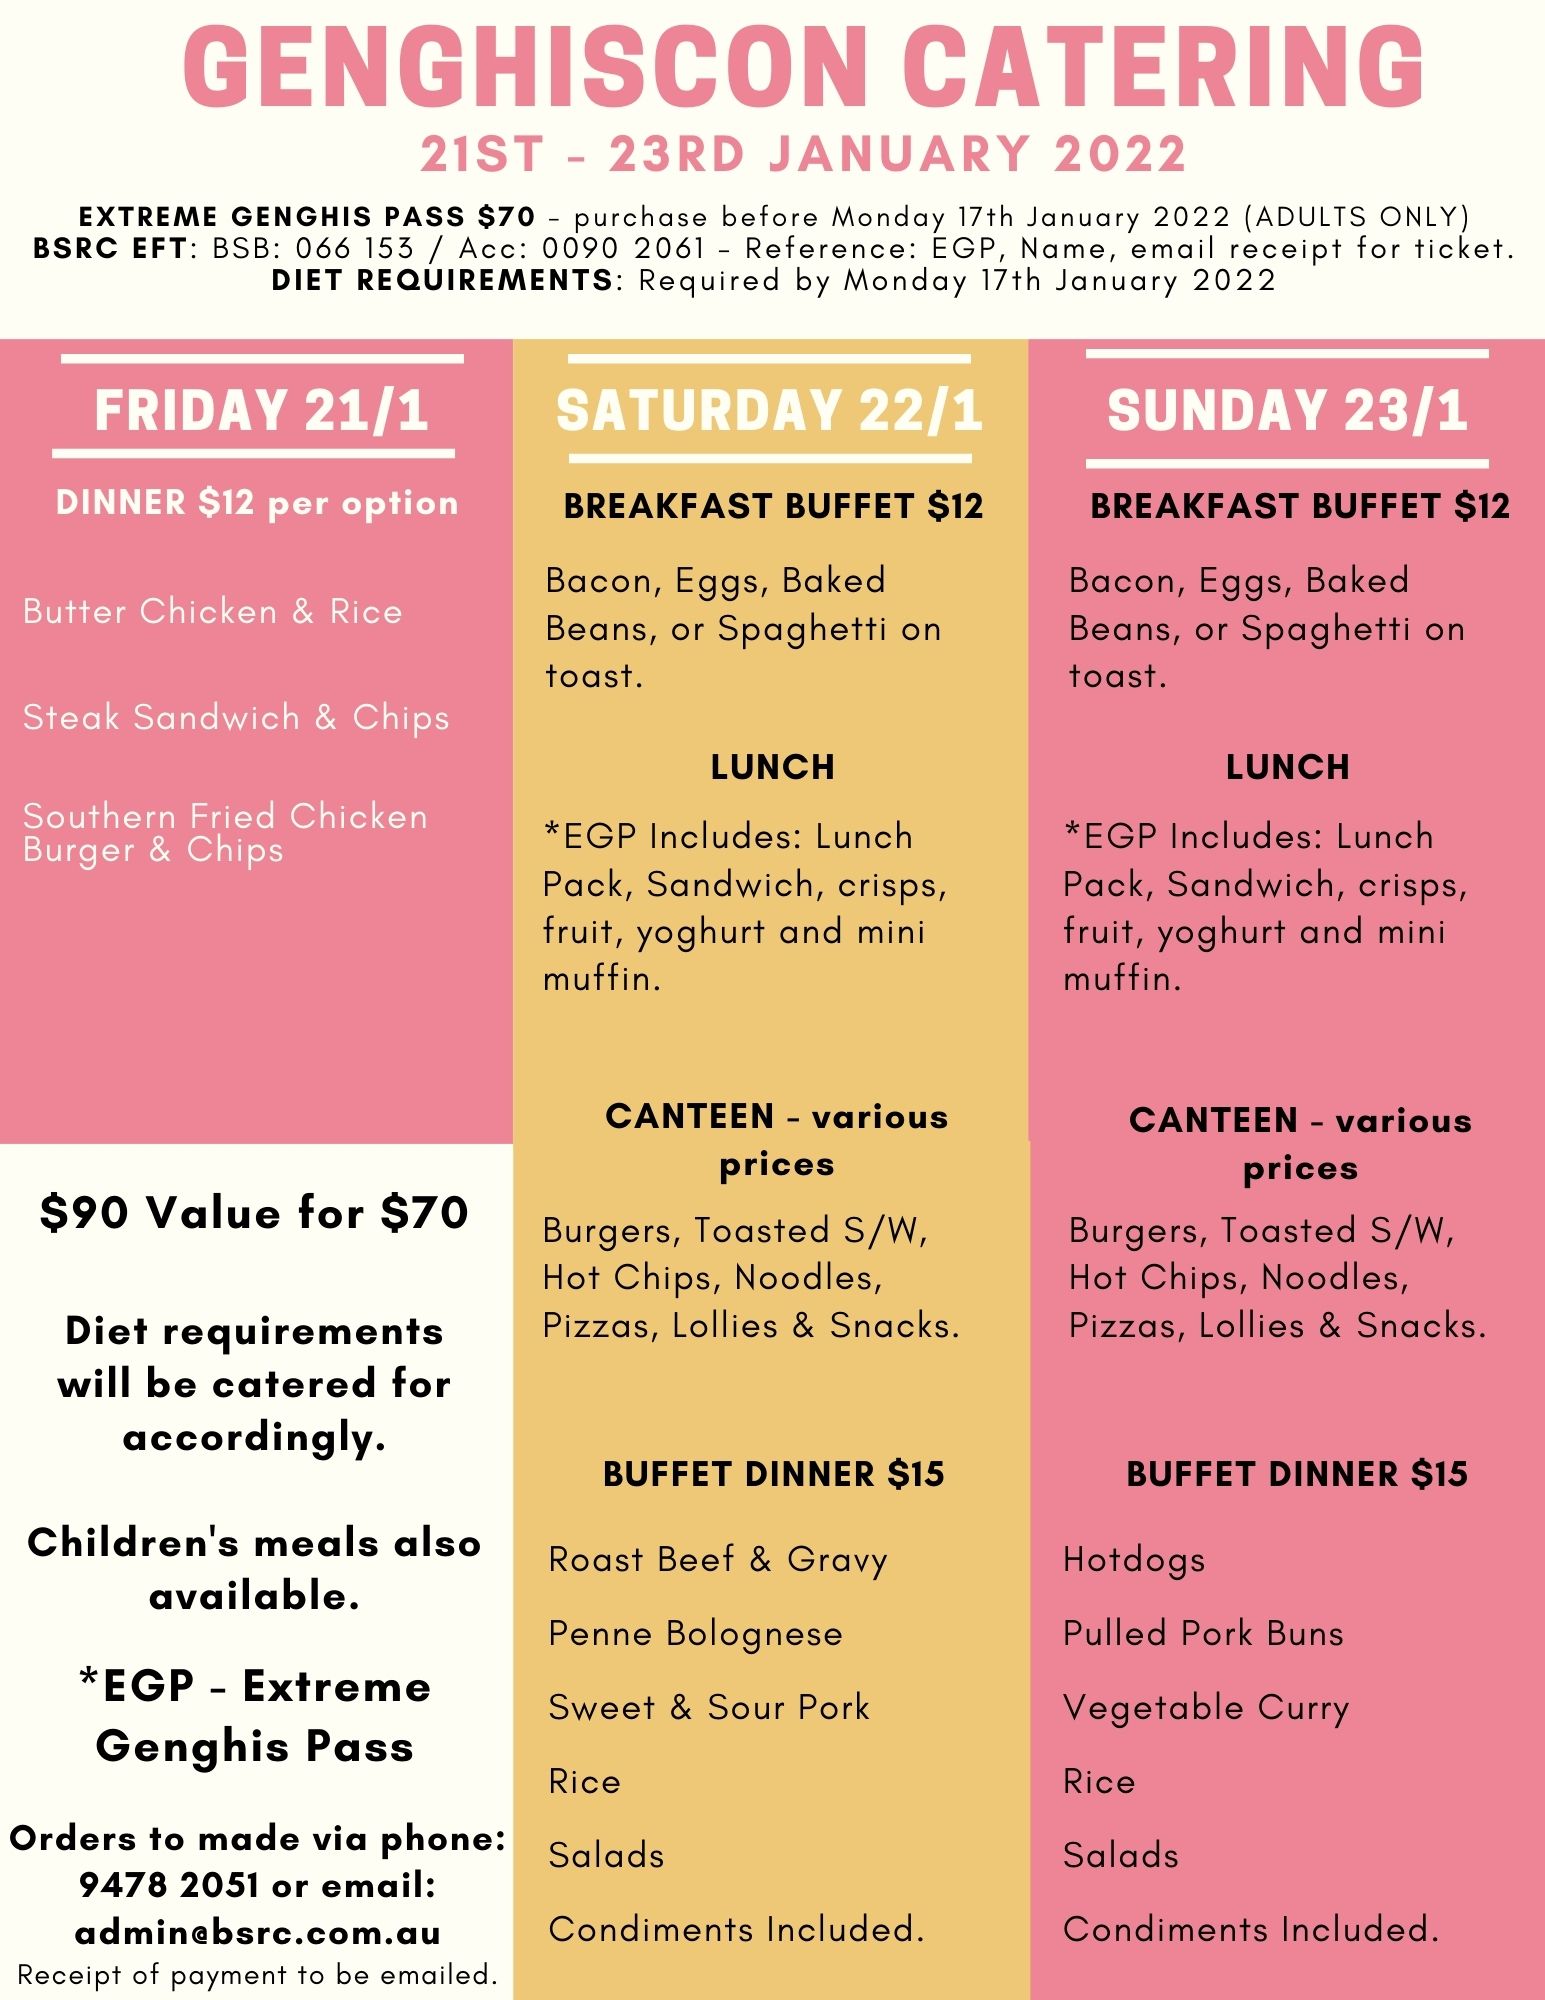 GENGHISCON CATERING
21ST - 23RD JANUARY 2022
EXTREME GENGHIS PASS $70 - purchase before Monday 17th January 2022 (ADULTS ONLY)
BSRC EFT: BSB: 066 153 / Acc: 0090 2061 - Reference: EGP, Name, email receipt for ticket.
DIET REQUIREMENTS: Required by Monday 17th January 2022
FRIDAY 21/1
DINNER $12 per option
Butter Chicken & Rice
Steak Sandwich & Chips
Southern Fried Chicken
Burger & Chips
$90 Value for $70
Diet requirements
will be catered for
accordingly.
Children's meals also
available.
*EGP - Extreme
Genghis Pass
Orders to made via phone:
9478 2051 or email:
admin@bsrc.com.au
Receipt of payment to be emailed.
SATURDAY 22/1
BREAKFAST BUFFET $12
Bacon, Eggs, Baked
Beans, or Spaghetti on
toast.
LUNCH
*EGP Includes: Lunch
Pack, Sandwich, crisps,
fruit, yoghurt and mini
muffin.
CANTEEN - various
prices
Burgers, Toasted S/W,
Hot Chips, Noodles,
Pizzas, Lollies & Snacks.
BUFFET DINNER $15
Roast Beef & Gravy
Penne Bolognese
Sweet & Sour Pork
Rice
Salads
Condiments Included.
SUNDAY 23/1
BREAKFAST BUFFET $12
Bacon, Eggs, Baked
Beans, or Spaghetti on
toast.
LUNCH
*EGP Includes: Lunch
Pack, Sandwich, crisps,
fruit, yoghurt and mini
muffin.
CANTEEN - various
prices
Burgers, Toasted S/W,
Hot Chips, Noodles,
Pizzas, Lollies & Snacks.
BUFFET DINNER $15
Hotdogs
Pulled Pork Buns
Vegetable Curry
Rice
Salads
Condiments Included.